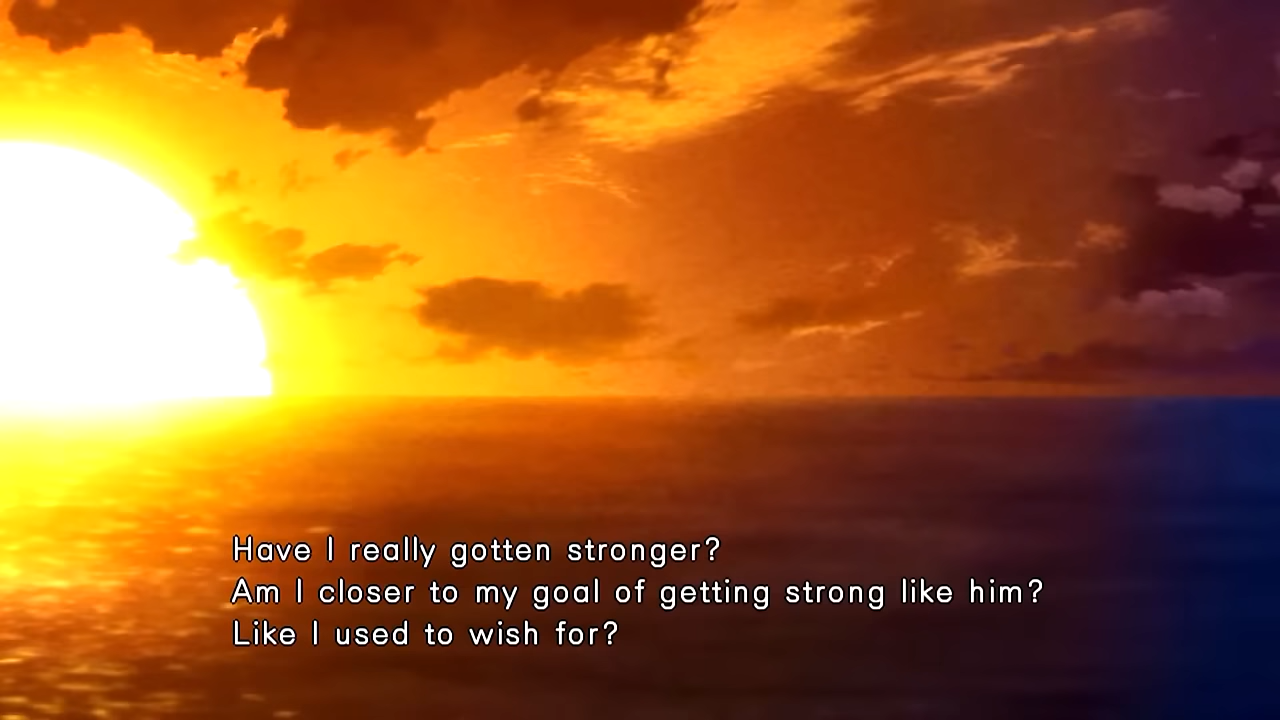 Have I really gotten stronger?
Am I closer to my goal of getting strong like him?
Like I used to wish for?